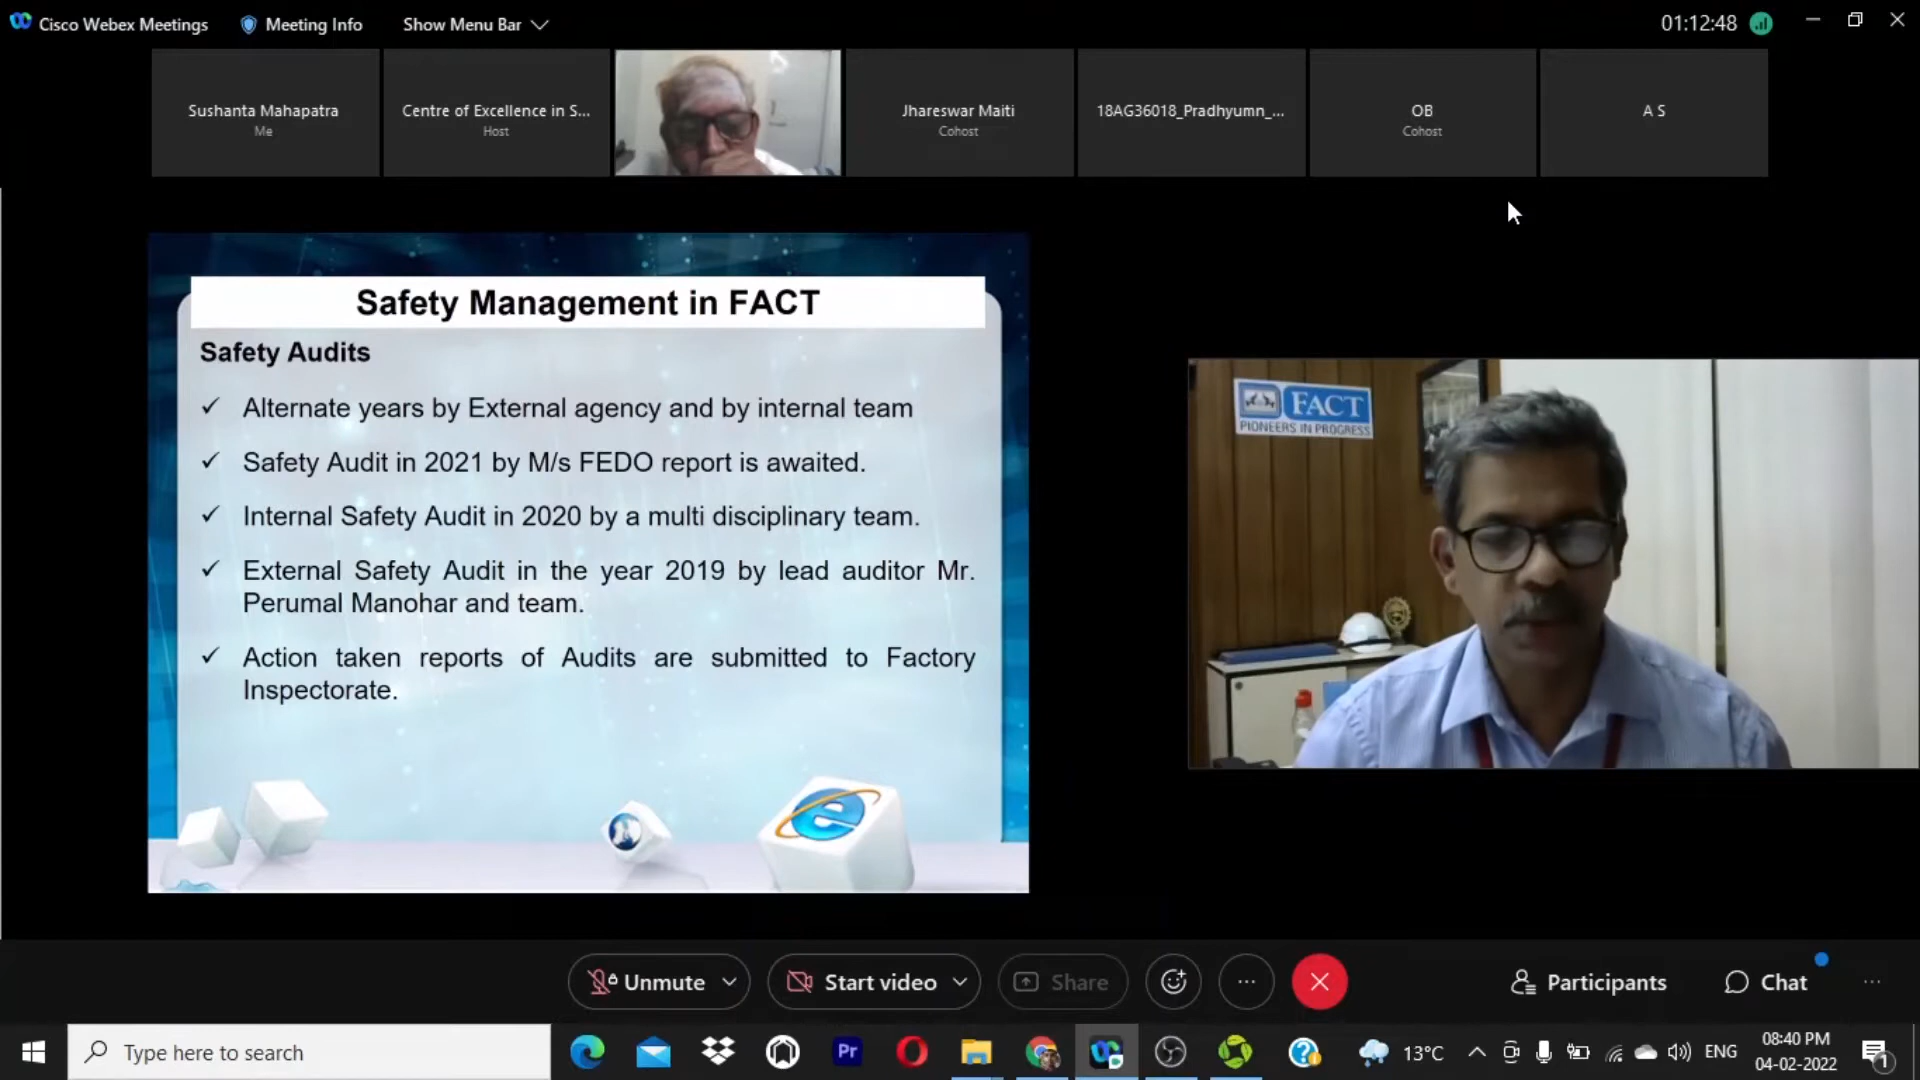 Cisco Webex Meetings
Meeting Info
Show Menu Bar
01:12:48
Sushanta Mahapatra
Me
Centre of Excellence in S...
Host
Jhareswar Maiti
Cohost
18AG36018_Pradhyumn_...
OB
Cohost
A S
Safety Management in FACT
Safety Audits
✓ Alternate years by External agency and by internal team
✓ Safety Audit in 2021 by M/s FEDO report is awaited.
✓ Internal Safety Audit in 2020 by a multi disciplinary team.
✓ External Safety Audit in the year 2019 by lead auditor Mr.
Perumal Manohar and team.
✓ Action taken reports of Audits are submitted to Factory
Inspectorate.
FACT
PIONEERS IN PROGRESS
Unmute
Start video
Share
Participants
Chat
Type here to search
Pr
13°C
ENG
08:40 PM
04-02-2022
1